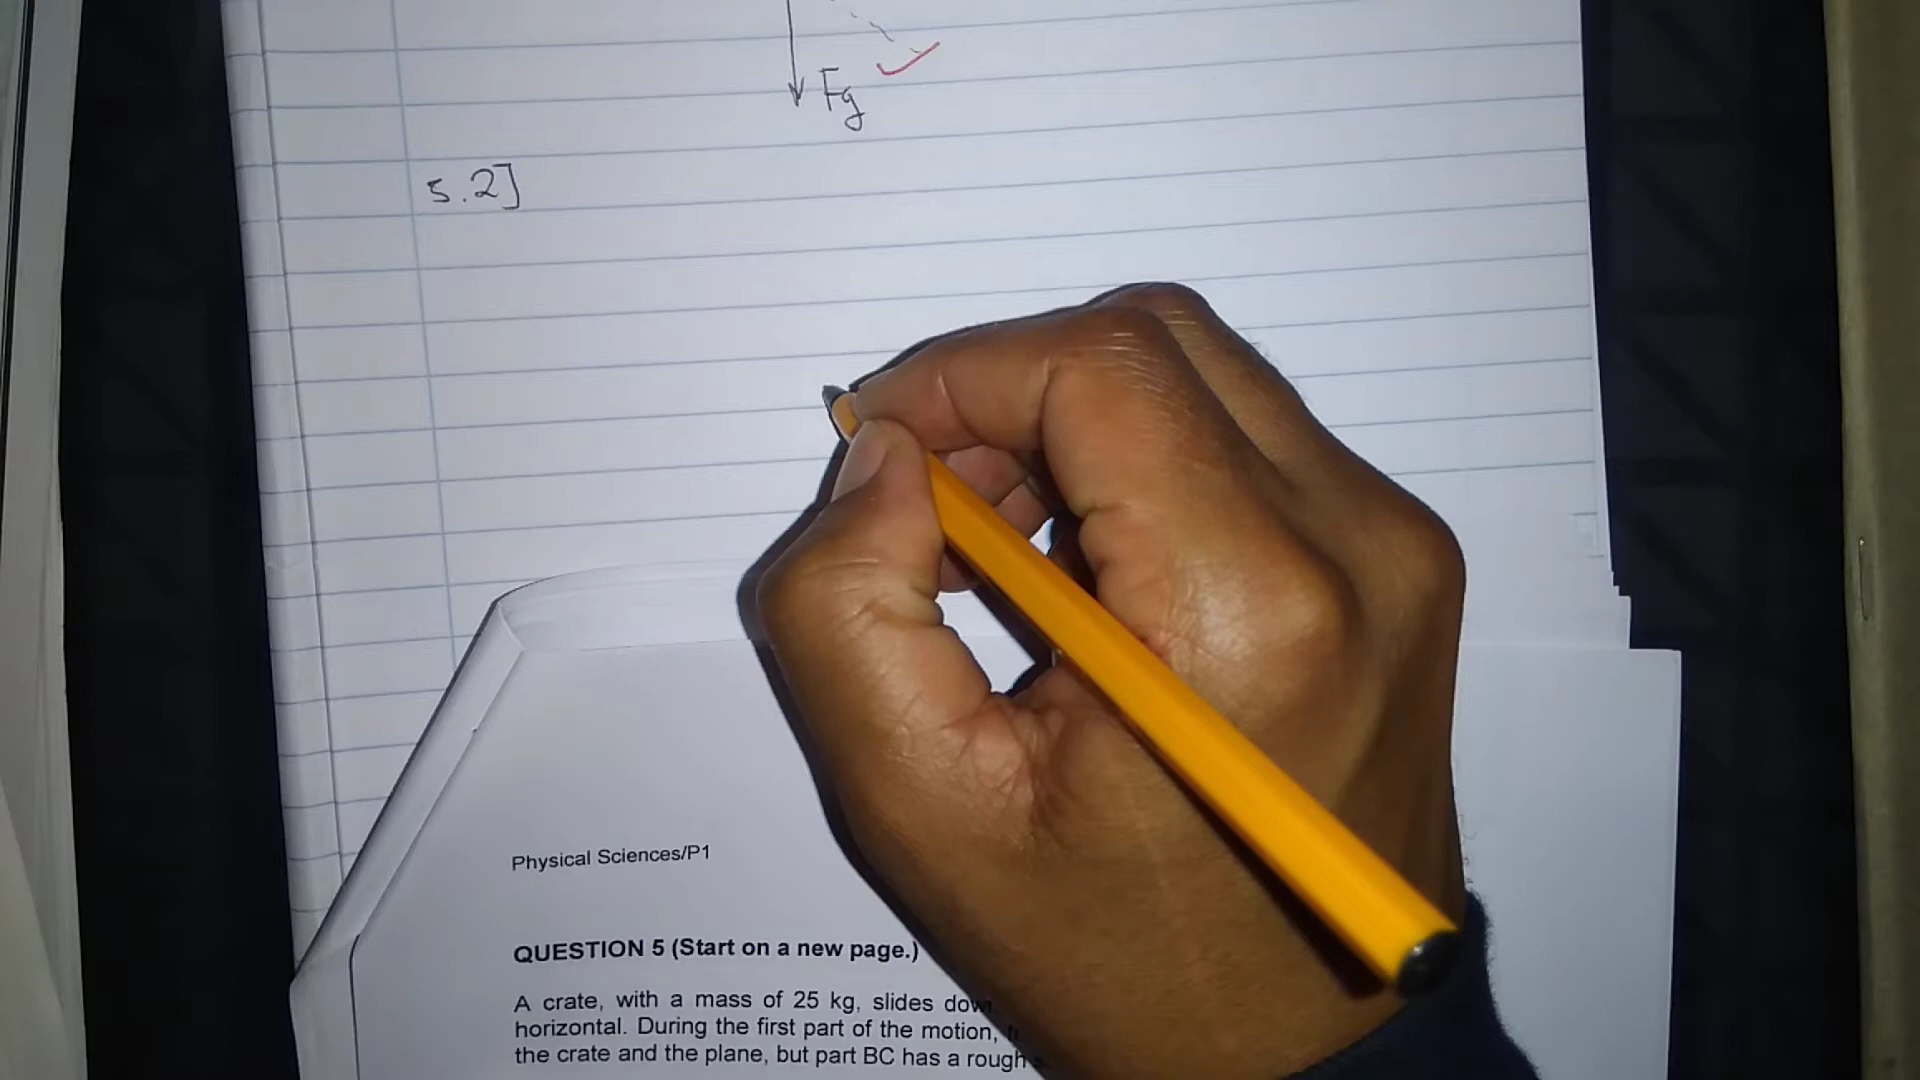 Fg
5.2]
Physical Sciences/P1
QUESTION 5 (Start on a new page.)
A crate, with a mass of 25 kg, slides
horizontal. During the first part of the motion,
the crate and the plane, but part BC has a rough